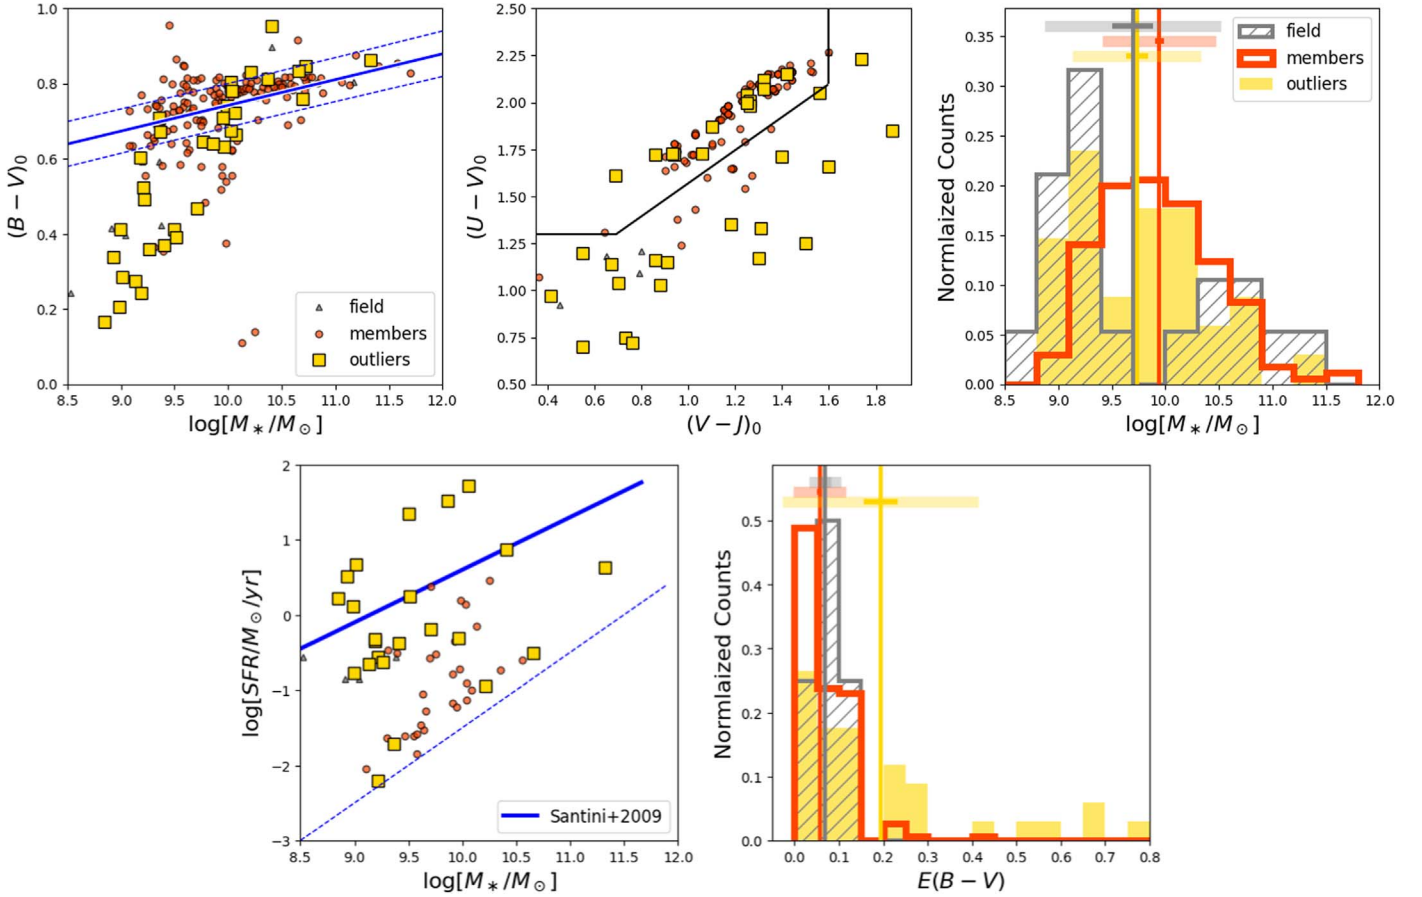 1.0
0.8
0.6
0.4
0.2
0.0
(B − V)₀
8.5 9.0 9.5 10.0 10.5 11.0 11.5 12.0
log[M∗/M⊙]
field
members
outliers
2.50
2.25
2.00
1.75
1.50
1.25
1.00
0.75
0.50
(U − V)₀
0.4 0.6 0.8 1.0 1.2 1.4 1.6 1.8
(V − J)₀
0.35
0.30
0.25
0.20
0.15
0.10
0.05
0.00
Normlaized Counts
8.5 9.0 9.5 10.0 10.5 11.0 11.5 12.0
log[M∗/M⊙]
field
members
outliers
2
1
0
−1
−2
−3
log[SFR/M⊙/yr]
8.5 9.0 9.5 10.0 10.5 11.0 11.5 12.0
log[M∗/M⊙]
Santini+2009
0.5
0.4
0.3
0.2
0.1
0.0
Normlaized Counts
0.0 0.1 0.2 0.3 0.4 0.5 0.6 0.7 0.8
E(B − V)